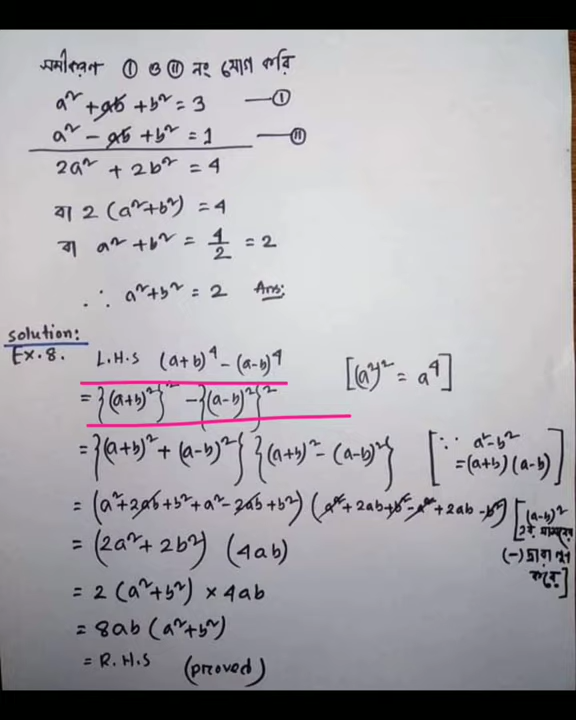 সমীকরণ ① ও ② নং যোগ করি
a² + ab + b² = 3 —①
a² - ab + b² = 1 —②
2a² + 2b² = 4
বা 2 (a²+b²) = 4
বা a² + b² = 4/2 = 2
∴ a²+b² = 2 Ans:
solution:
Ex. 8. L.H.S (a+b)⁴ - (a-b)⁴ [(a²)² = a⁴]
= {(a+b)²}² - {(a-b)²}²
= {(a+b)² + (a-b)²} {(a+b)² - (a-b)²} [∵ a²-b² = (a+b) (a-b)]
= (a²+2ab+b²+a²-2ab+b²) (a²+2ab+b²-a²+2ab-b²) [(a-b)²
= (2a²+2b²) (4ab) (-) দ্বারা গুণ করে]
= 2 (a²+b²) × 4ab
= 8ab (a²+b²)
= R.H.S (proved)